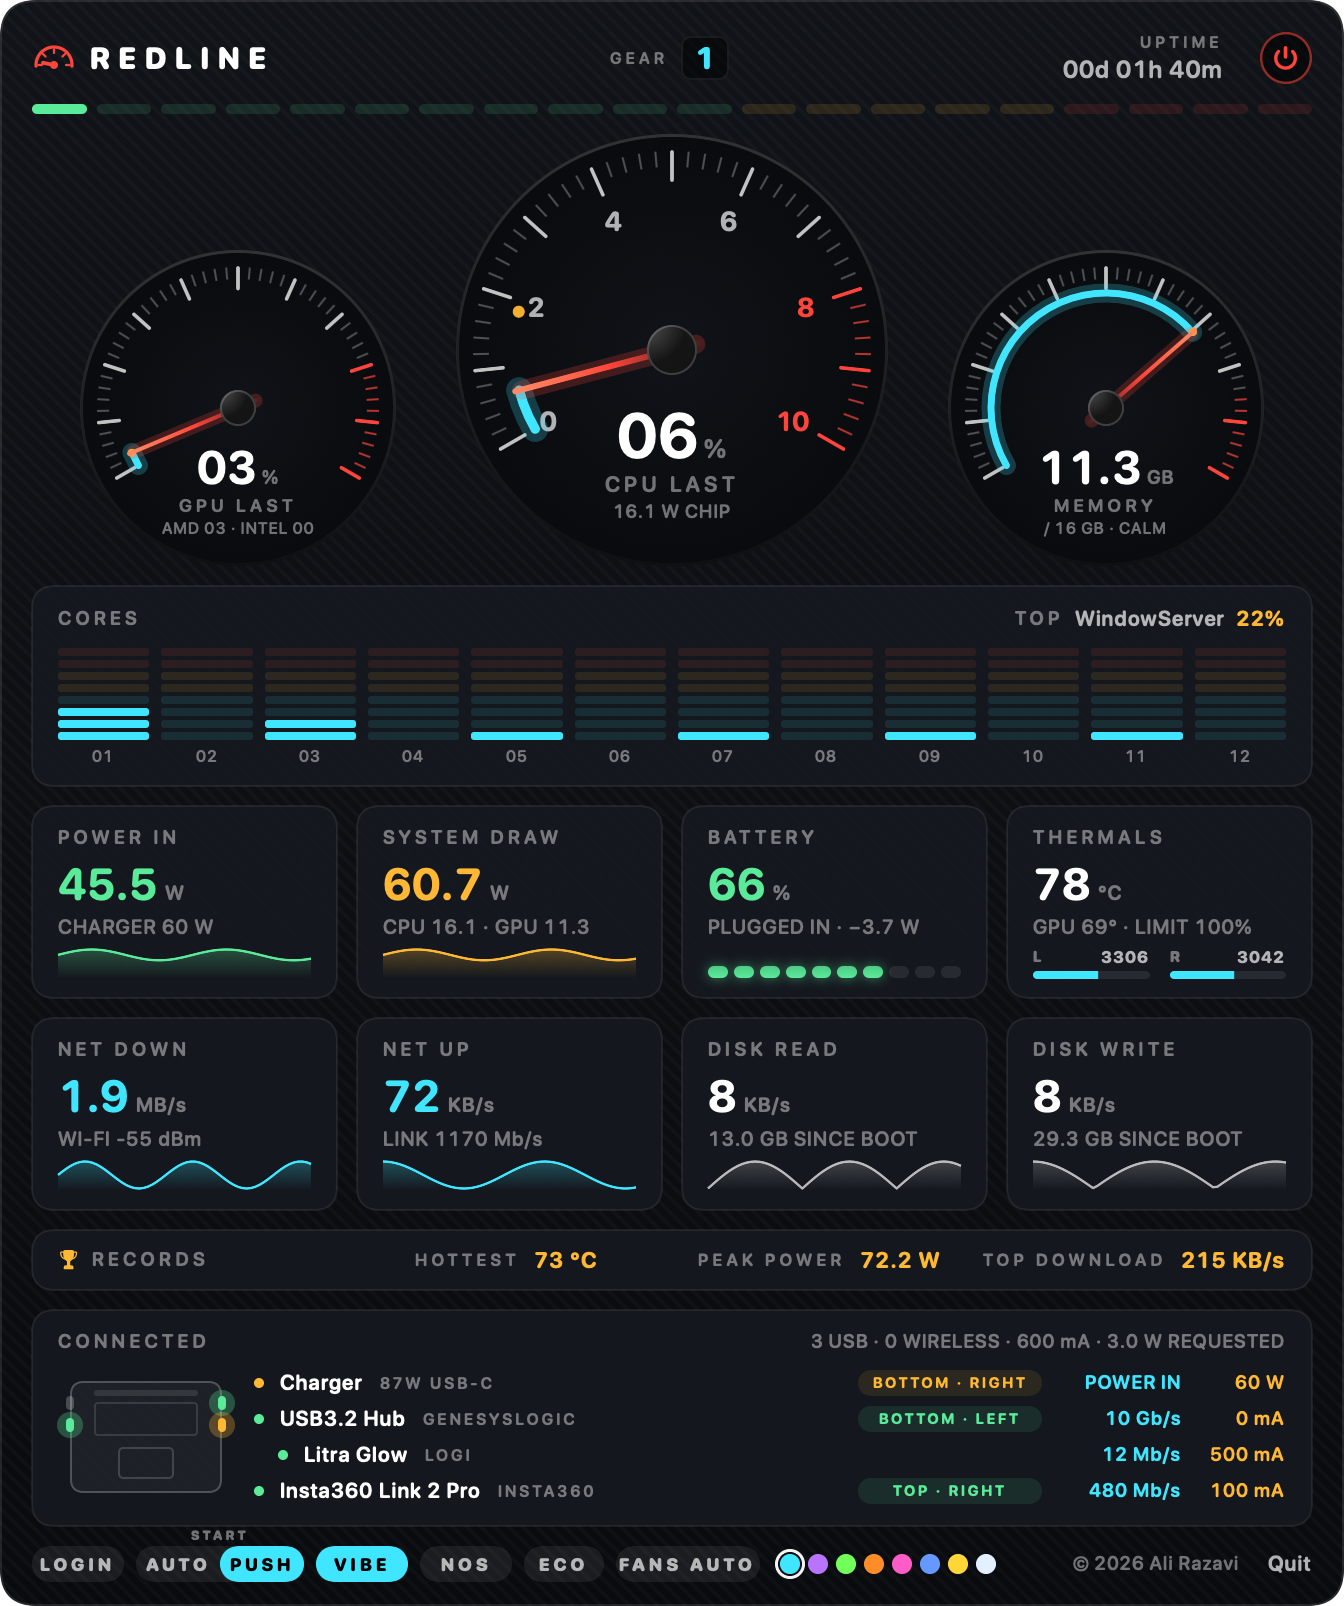 REDLINE
GEAR 1
UPTIME
00d 01h 40m
4 6
2 8
0 10
06 %
CPU LAST
16.1 W CHIP
03 %
GPU LAST
AMD 03 · INTEL 00
11.3 GB
MEMORY
/ 16 GB · CALM
CORES TOP WindowServer 22%
01 02 03 04 05 06 07 08 09 10 11 12
POWER IN
45.5 W
CHARGER 60 W
SYSTEM DRAW
60.7 W
CPU 16.1 · GPU 11.3
BATTERY
66 %
PLUGGED IN · −3.7 W
THERMALS
78 °C
GPU 69° · LIMIT 100%
L 3306 R 3042
NET DOWN
1.9 MB/s
WI-FI -55 dBm
NET UP
72 KB/s
LINK 1170 Mb/s
DISK READ
8 KB/s
13.0 GB SINCE BOOT
DISK WRITE
8 KB/s
29.3 GB SINCE BOOT
RECORDS HOTTEST 73 °C PEAK POWER 72.2 W TOP DOWNLOAD 215 KB/s
CONNECTED 3 USB · 0 WIRELESS · 600 mA · 3.0 W REQUESTED
Charger 87W USB-C BOTTOM · RIGHT POWER IN 60 W
USB3.2 Hub GENESYSLOGIC BOTTOM · LEFT 10 Gb/s 0 mA
Litra Glow LOGI 12 Mb/s 500 mA
Insta360 Link 2 Pro INSTA360 TOP · RIGHT 480 Mb/s 100 mA
START
LOGIN AUTO PUSH VIBE NOS ECO FANS AUTO © 2026 Ali Razavi Quit